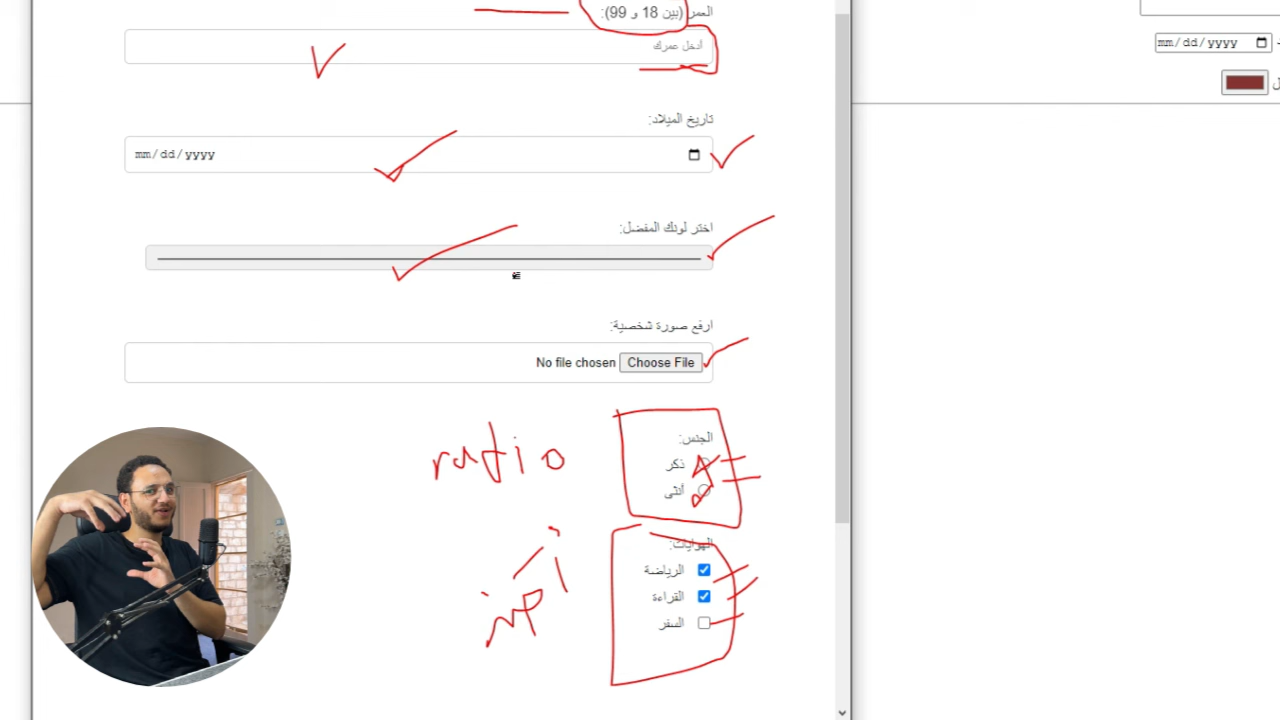 العمر (بين 18 و 99):
أدخل عمرك
mm/dd/yyyy
تاريخ الميلاد:
mm/dd/yyyy
اختر لونك المفضل:
ارفع صورة شخصية:
Choose File No file chosen
radio
الجنس:
ذكر
أنثى
الهوايات:
الرياضة
القراءة
السفر